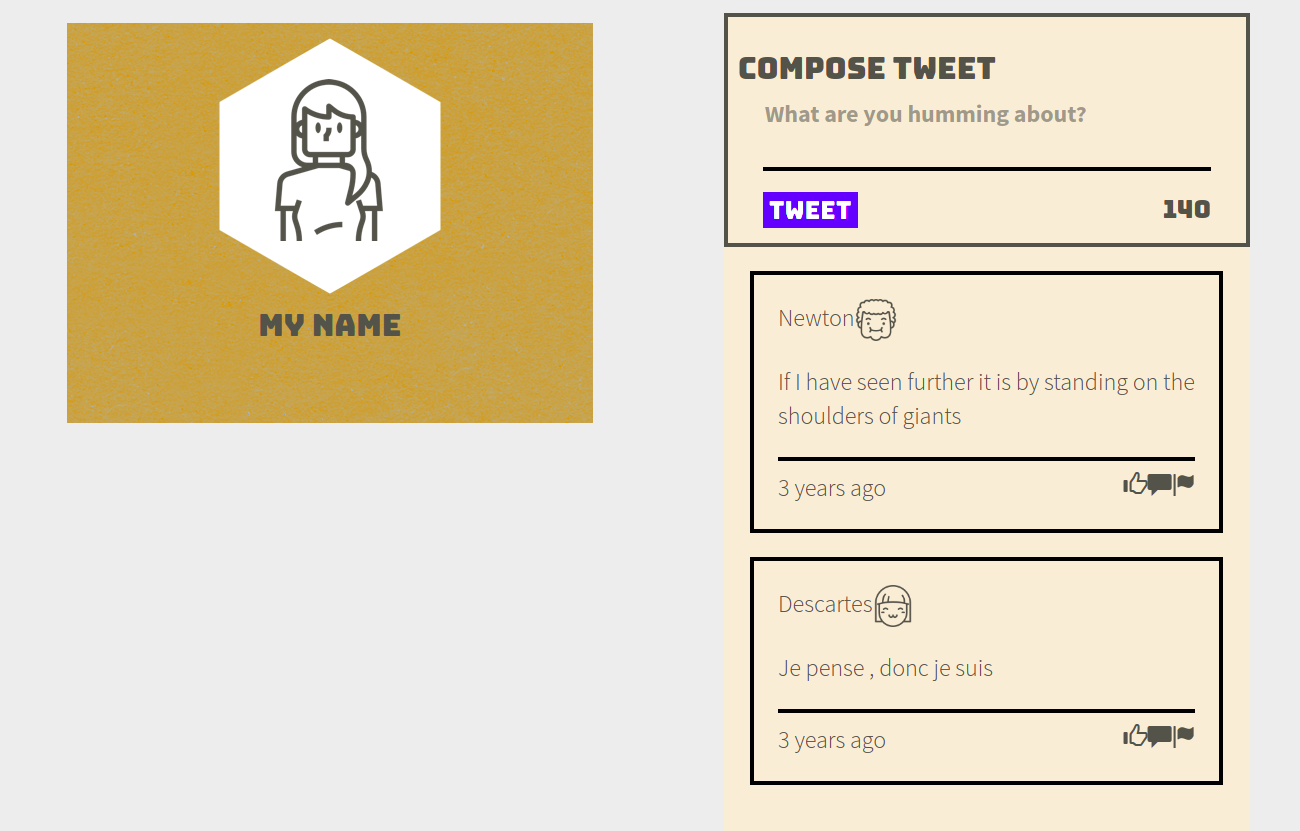 MY NAME
COMPOSE TWEET
What are you humming about?
TWEET
140
Newton
If I have seen further it is by standing on the
shoulders of giants
3 years ago
Descartes
Je pense , donc je suis
3 years ago